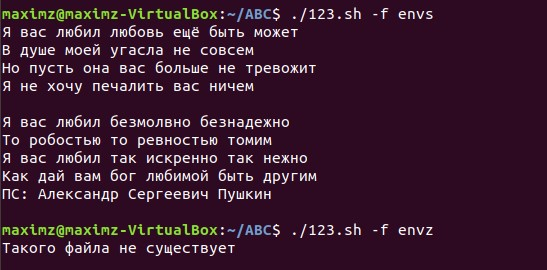 maximz@maximz-VirtualBox:~/ABC$ ./123.sh -f envs
Я вас любил любовь ещё быть может
В душе моей угасла не совсем
Но пусть она вас больше не тревожит
Я не хочу печалить вас ничем
Я вас любил безмолвно безнадежно
То робостью то ревностью томим
Я вас любил так искренно так нежно
Как дай вам бог любимой быть другим
ПС: Александр Сергеевич Пушкин
maximz@maximz-VirtualBox:~/ABC$ ./123.sh -f envz
Такого файла не существует